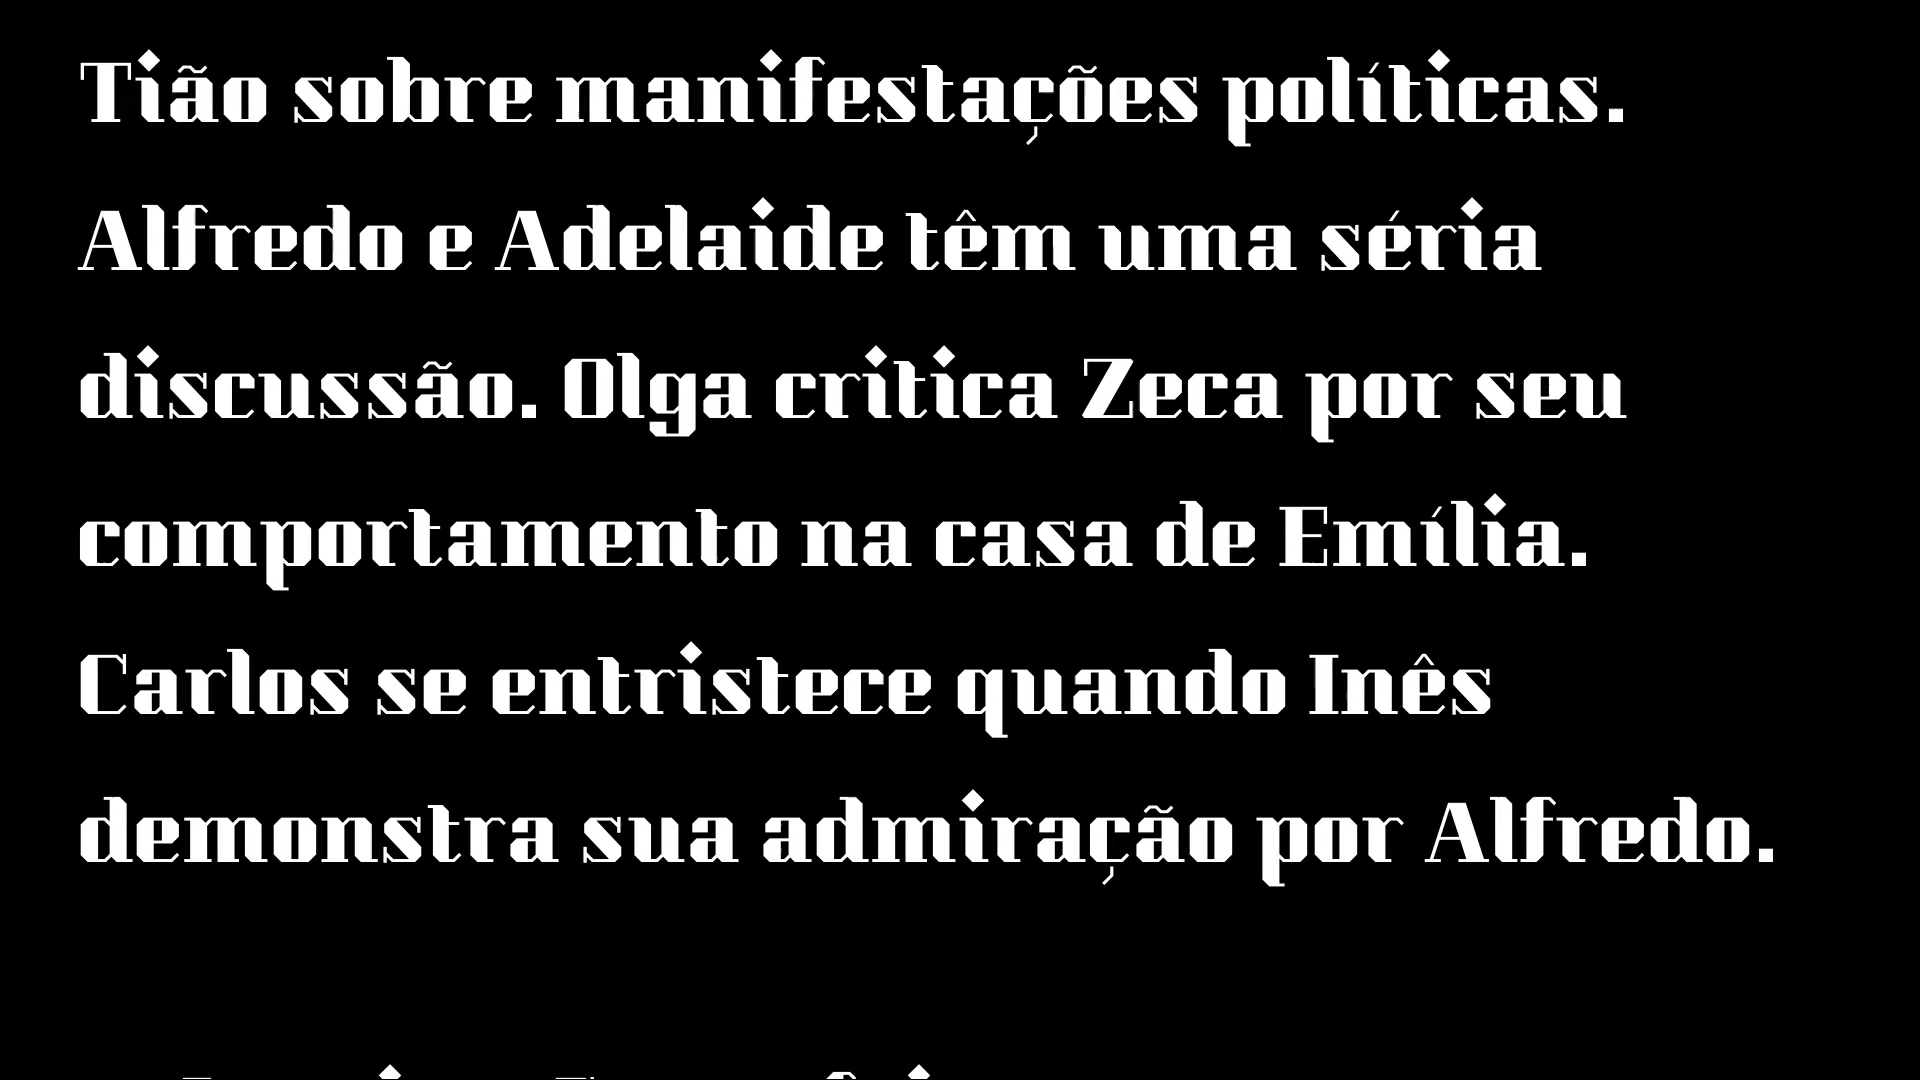 Tião sobre manifestações políticas.
Alfredo e Adelaide têm uma séria
discussão. Olga critica Zeca por seu
comportamento na casa de Emília.
Carlos se entristece quando Inês
demonstra sua admiração por Alfredo.